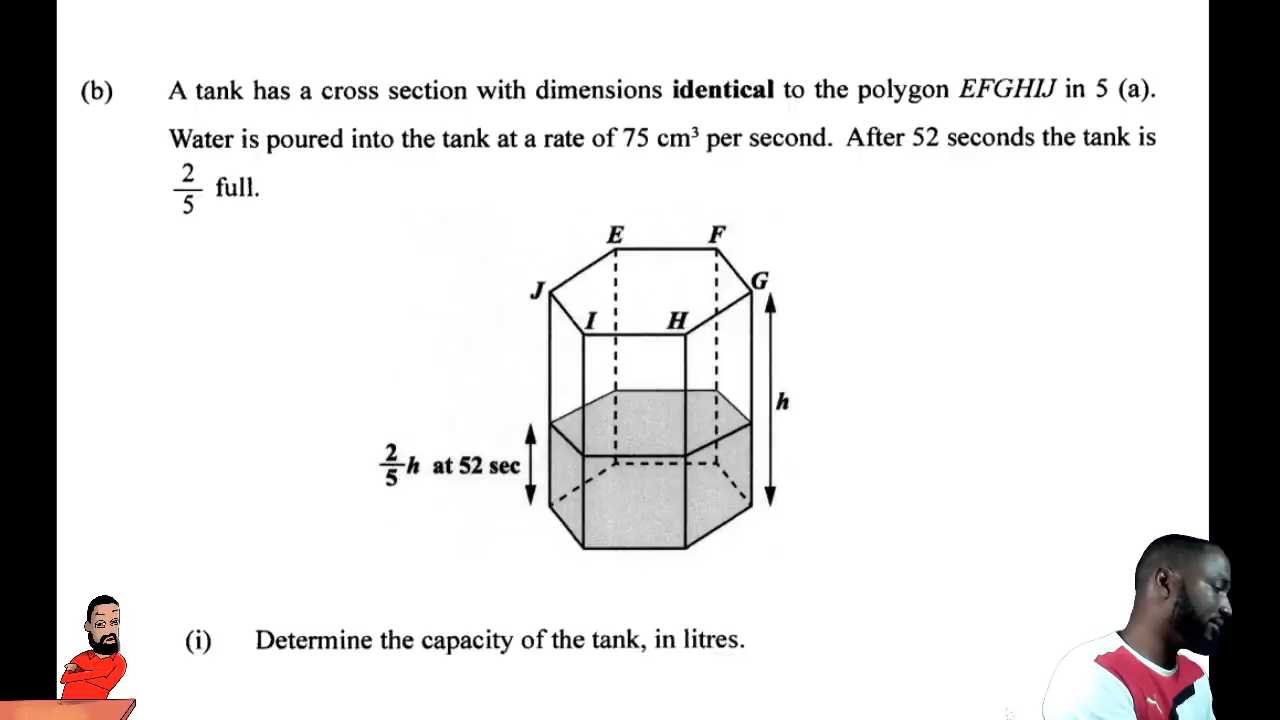 (b) A tank has a cross section with dimensions identical to the polygon EFGHIJ in 5 (a).
Water is poured into the tank at a rate of 75 cm³ per second. After 52 seconds the tank is
2/5 full.
E F
J G
I H
h
2/5 h at 52 sec
(i) Determine the capacity of the tank, in litres.